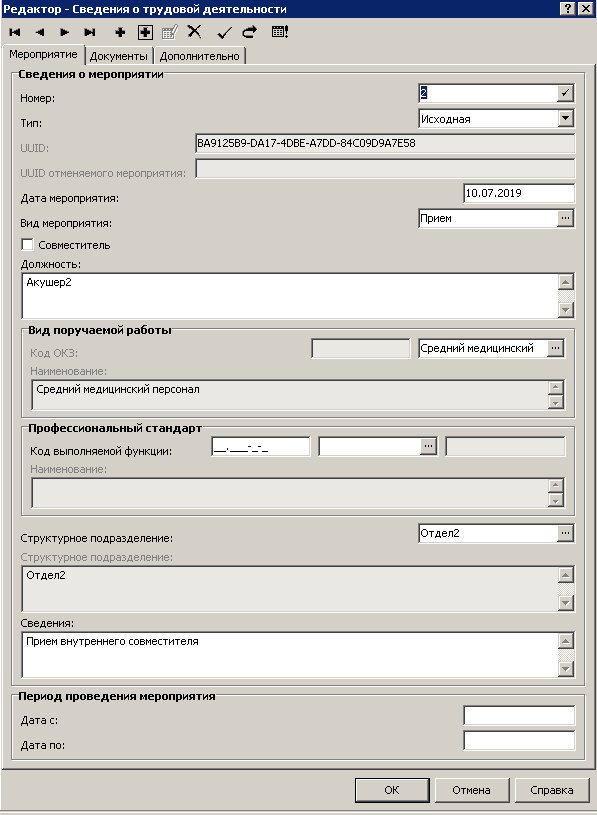 Редактор - Сведения о трудовой деятельности
Мероприятие Документы Дополнительно
Сведения о мероприятии
Номер: 2
Тип: Исходная
UUID: BA9125B9-DA17-4DBE-A7DD-84C09D9A7E58
UUID отменяемого мероприятия:
Дата мероприятия: 10.07.2019
Вид мероприятия: Прием ...
Совместитель
Должность:
Акушер2
Вид поручаемой работы
Код ОКЗ: Средний медицинский ...
Наименование:
Средний медицинский персонал
Профессиональный стандарт
Код выполняемой функции: __.___-_-_ ...
Наименование:
Структурное подразделение: Отдел2 ...
Структурное подразделение:
Отдел2
Сведения:
Прием внутреннего совместителя
Период проведения мероприятия
Дата с:
Дата по:
ОК Отмена Справка